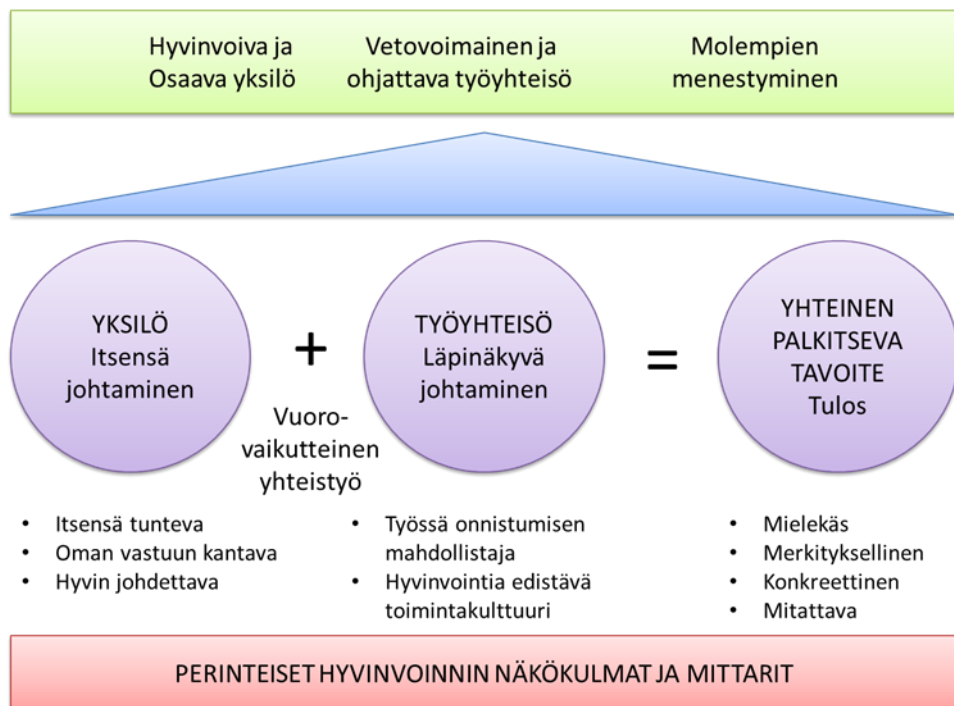 Hyvinvoiva ja
Osaava yksilö
Vetovoimainen ja
ohjattava työyhteisö
Molempien
menestyminen
YKSILÖ
Itsensä
johtaminen
+
Vuoro-
vaikutteinen
yhteistyö
TYÖYHTEISÖ
Läpinäkyvä
johtaminen
=
YHTEINEN
PALKITSEVA
TAVOITE
Tulos
• Itsensä tunteva
• Oman vastuun kantava
• Hyvin johdettava
• Työssä onnistumisen
mahdollistaja
• Hyvinvointia edistävä
toimintakulttuuri
• Mielekäs
• Merkityksellinen
• Konkreettinen
• Mitattava
PERINTEISET HYVINVOINNIN NÄKÖKULMAT JA MITTARIT